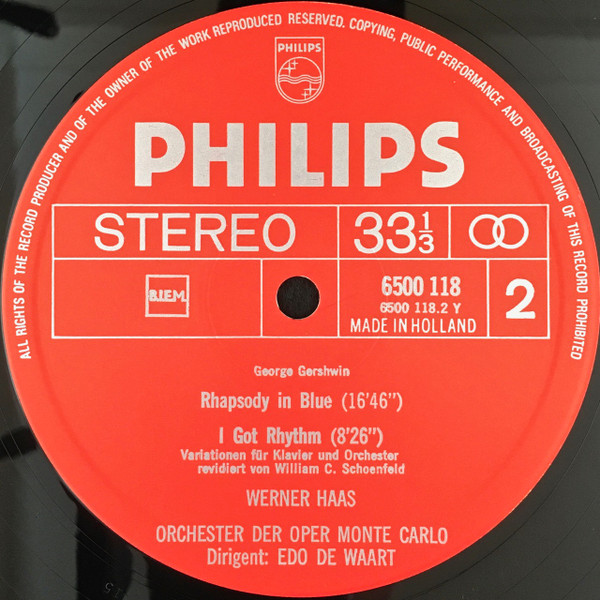 ALL RIGHTS OF THE RECORD PRODUCER AND OF THE OWNER OF THE WORK REPRODUCED RESERVED. COPYING, PUBLIC PERFORMANCE AND BROADCASTING OF THIS RECORD PROHIBITED
PHILIPS
PHILIPS
STEREO 33 1/3
B.I.E.M. 6500 118 2
6500 118.2 Y
MADE IN HOLLAND
George Gershwin
Rhapsody in Blue (16'46")
I Got Rhythm (8'26")
Variationen für Klavier und Orchester
revidiert von William C. Schoenfeld
WERNER HAAS
ORCHESTER DER OPER MONTE CARLO
Dirigent: EDO DE WAART